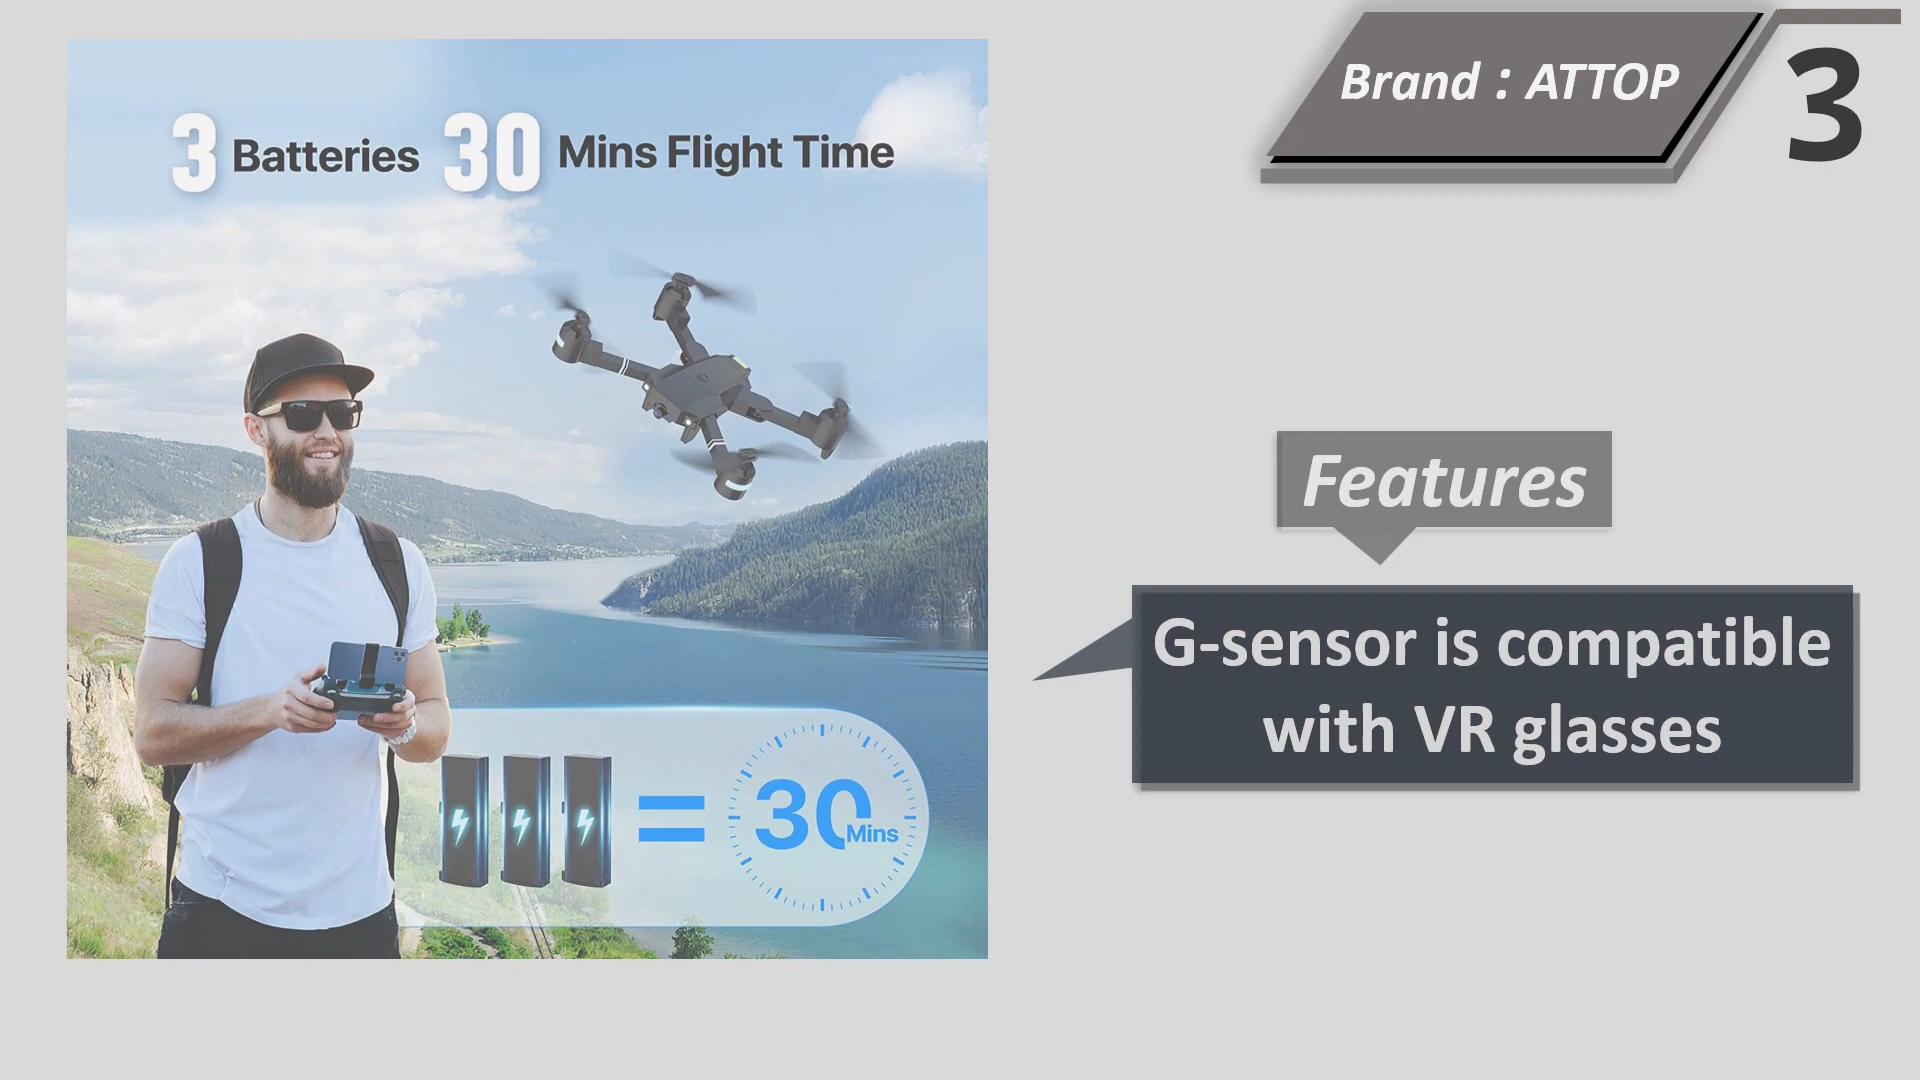 Brand : ATTOP
3
3 Batteries 30 Mins Flight Time
Features
G-sensor is compatible
with VR glasses
= 30 Mins